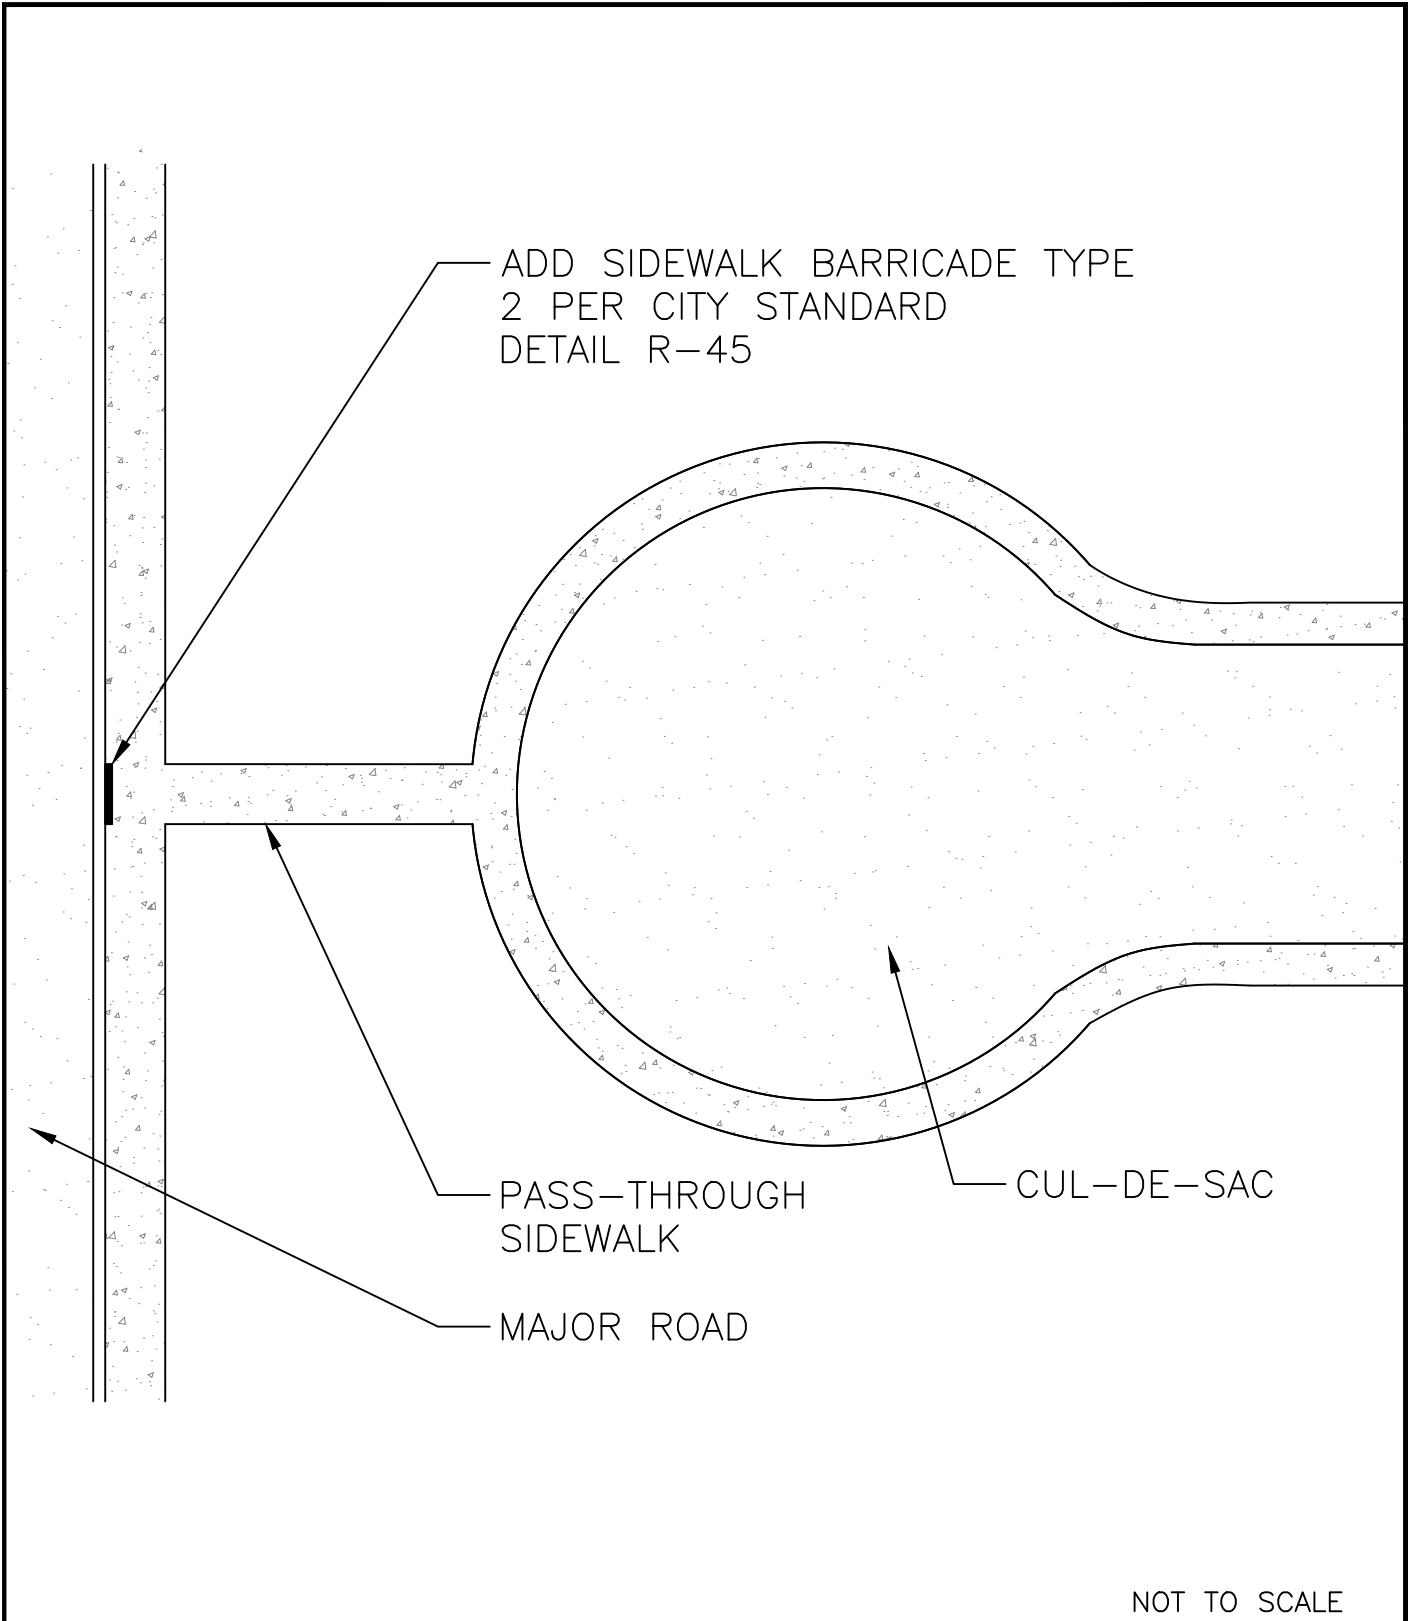 ADD SIDEWALK BARRICADE TYPE
2 PER CITY STANDARD
DETAIL R-45
PASS-THROUGH
SIDEWALK
CUL-DE-SAC
MAJOR ROAD
NOT TO SCALE